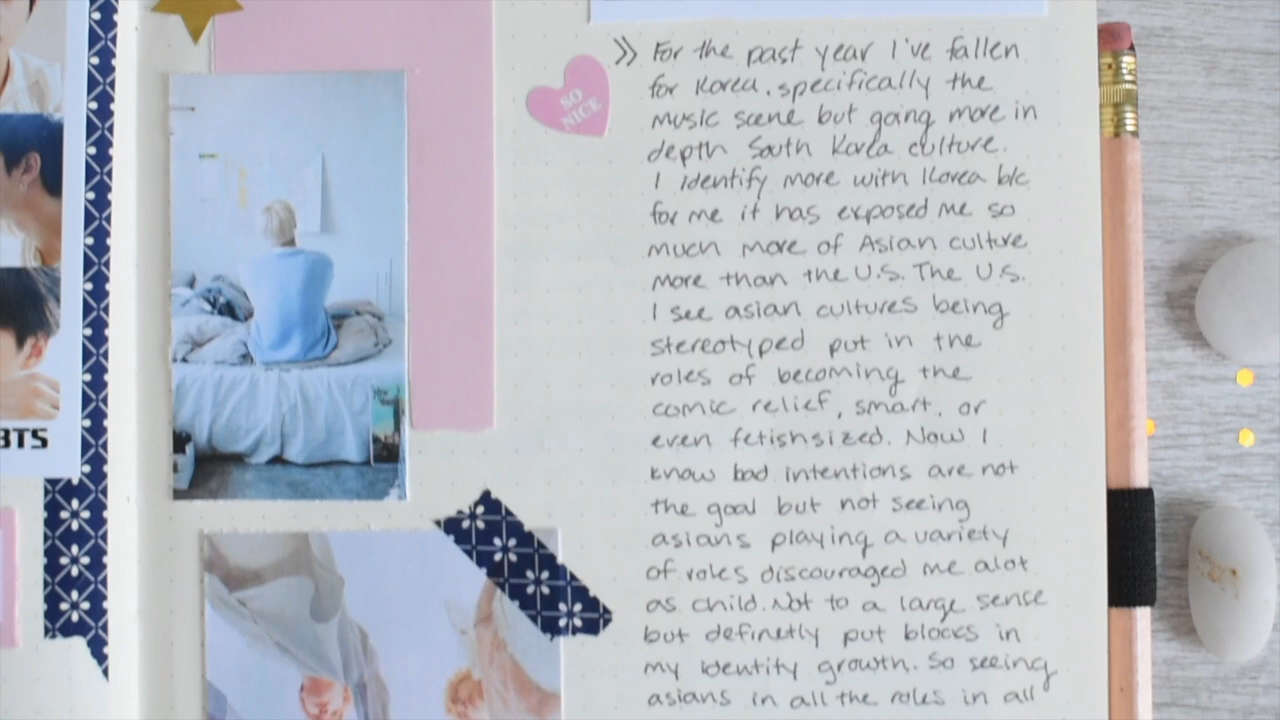 BTS
SO
NICE
>> For the past year I've fallen
for Korea, specifically the
music scene but going more in
depth South Korea culture.
I identify more with Korea b/c
for me it has exposed me so
much more of Asian culture
more than the U.S. The U.S.
I see asian cultures being
stereotyped put in the
roles of becoming the
comic relief, smart, or
even fetishsized. Now I
know bad intentions are not
the goal but not seeing
asians playing a variety
of roles discouraged me alot
as child. Not to a large sense
but definetly put blocks in
my identity growth. So seeing
asians in all the roles in all